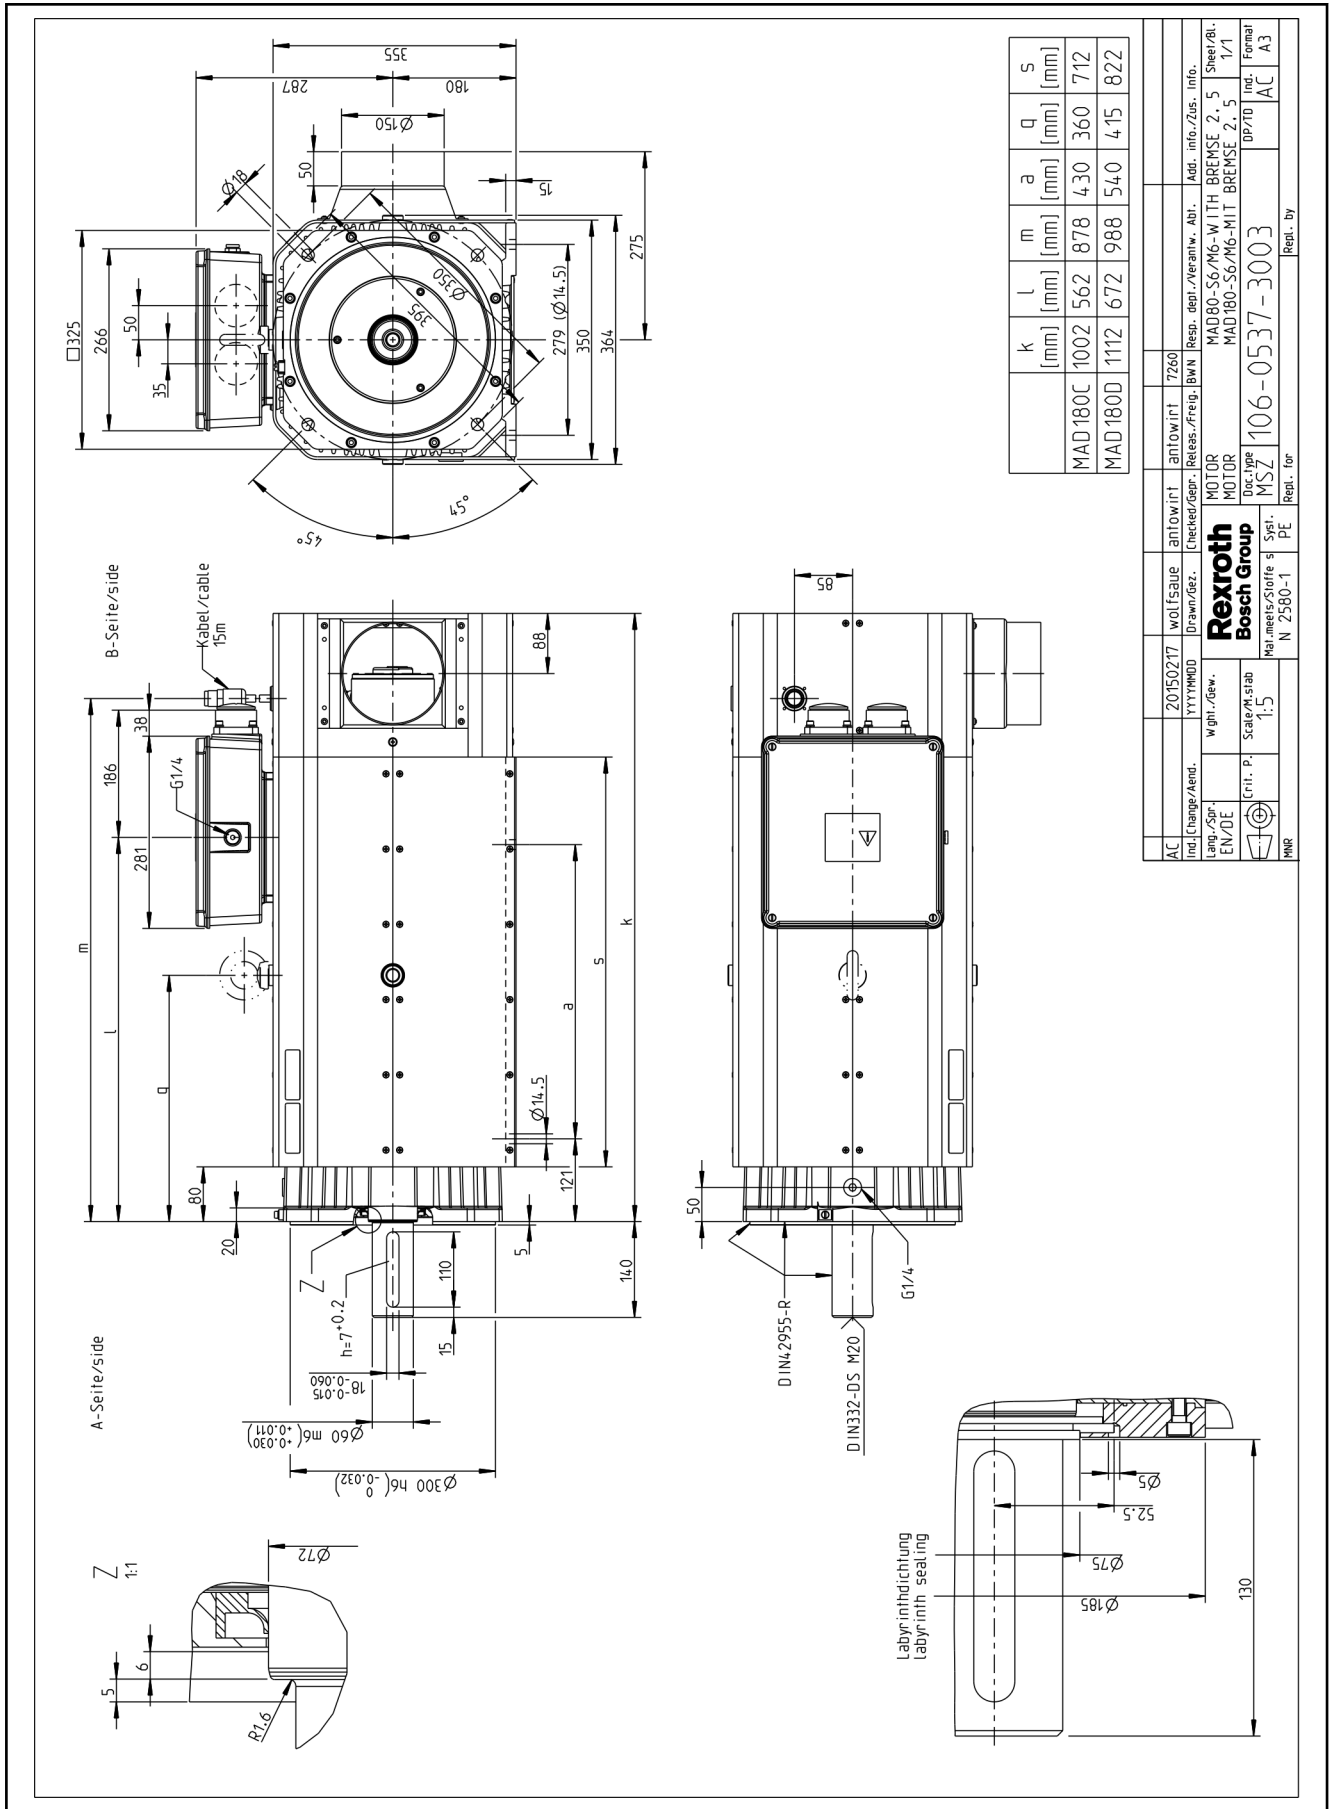 355
287
180
Ø150
50
Ø18
15
275
□325
266
50
35
Ø350
395
279 (Ø14.5)
350
364
45°
45°
k l m a q s
[mm] [mm] [mm] [mm] [mm] [mm]
MAD180C 1002 562 878 430 360 712
MAD180D 1112 672 988 540 415 822
B-Seite/side
Kabel/cable
15m
88
38
186
G1/4
281
m
l
q
k
s
a
Ø14.5
121
80
20
5
140
110
15
Z
h=7+0.2
18-0.015
-0.060
Ø60 m6(+0.030
+0.011)
Ø300 h6( 0
-0.032)
A-Seite/side
85
50
G1/4
DIN42955-R
DIN332-DS M20
Z
1:1
Ø72
6
5
R1.6
Labyrinthdichtung
labyrinth sealing
Ø5
52.5
Ø75
Ø185
130
AC 20150217 wolfsaue antowirt antowirt 7260
Ind. Change/Aend. YYYYMMDD Drawn/Gez. Checked/Gepr. Releas./Freig. BWN Resp. dept./Verantw. Abt. Add. info./Zus. Info.
Lang./Spr.
EN/DE
Wght./Gew.
Rexroth
Bosch Group
MOTOR MAD80-S6/M6-WITH BREMSE 2, 5
MOTOR MAD180-S6/M6-MIT BREMSE 2, 5
Sheet/Bl.
1/1
Crit. P.
Scale/M.stab
1:5
Mat.meets/Stoffe s
N 2580-1
Syst.
PE
Doc.type
MSZ
106-0537-3003
DP/TD
Ind.
AC
Format
A3
MNR
Repl. for
Repl. by